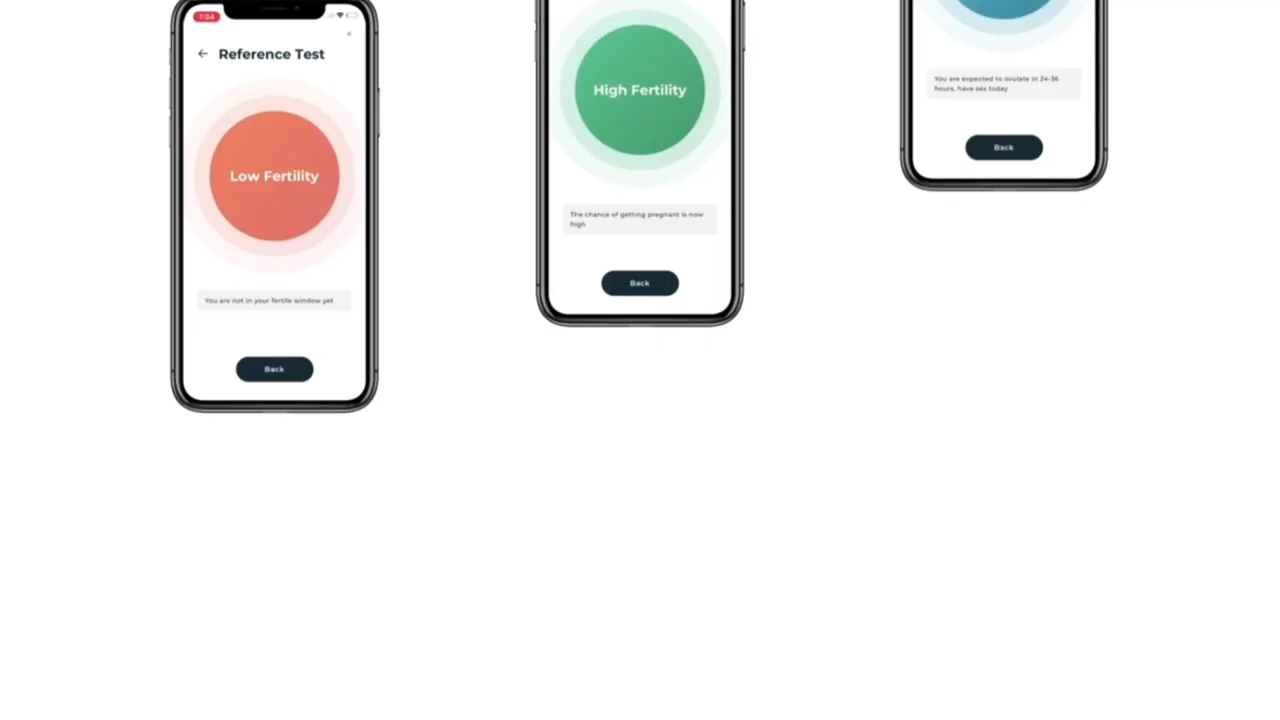 7:04
Reference Test
Low Fertility
You are not in your fertile window yet
Back
High Fertility
The chance of getting pregnant is now
high
Back
You are expected to ovulate in 24-36
hours, have sex today
Back